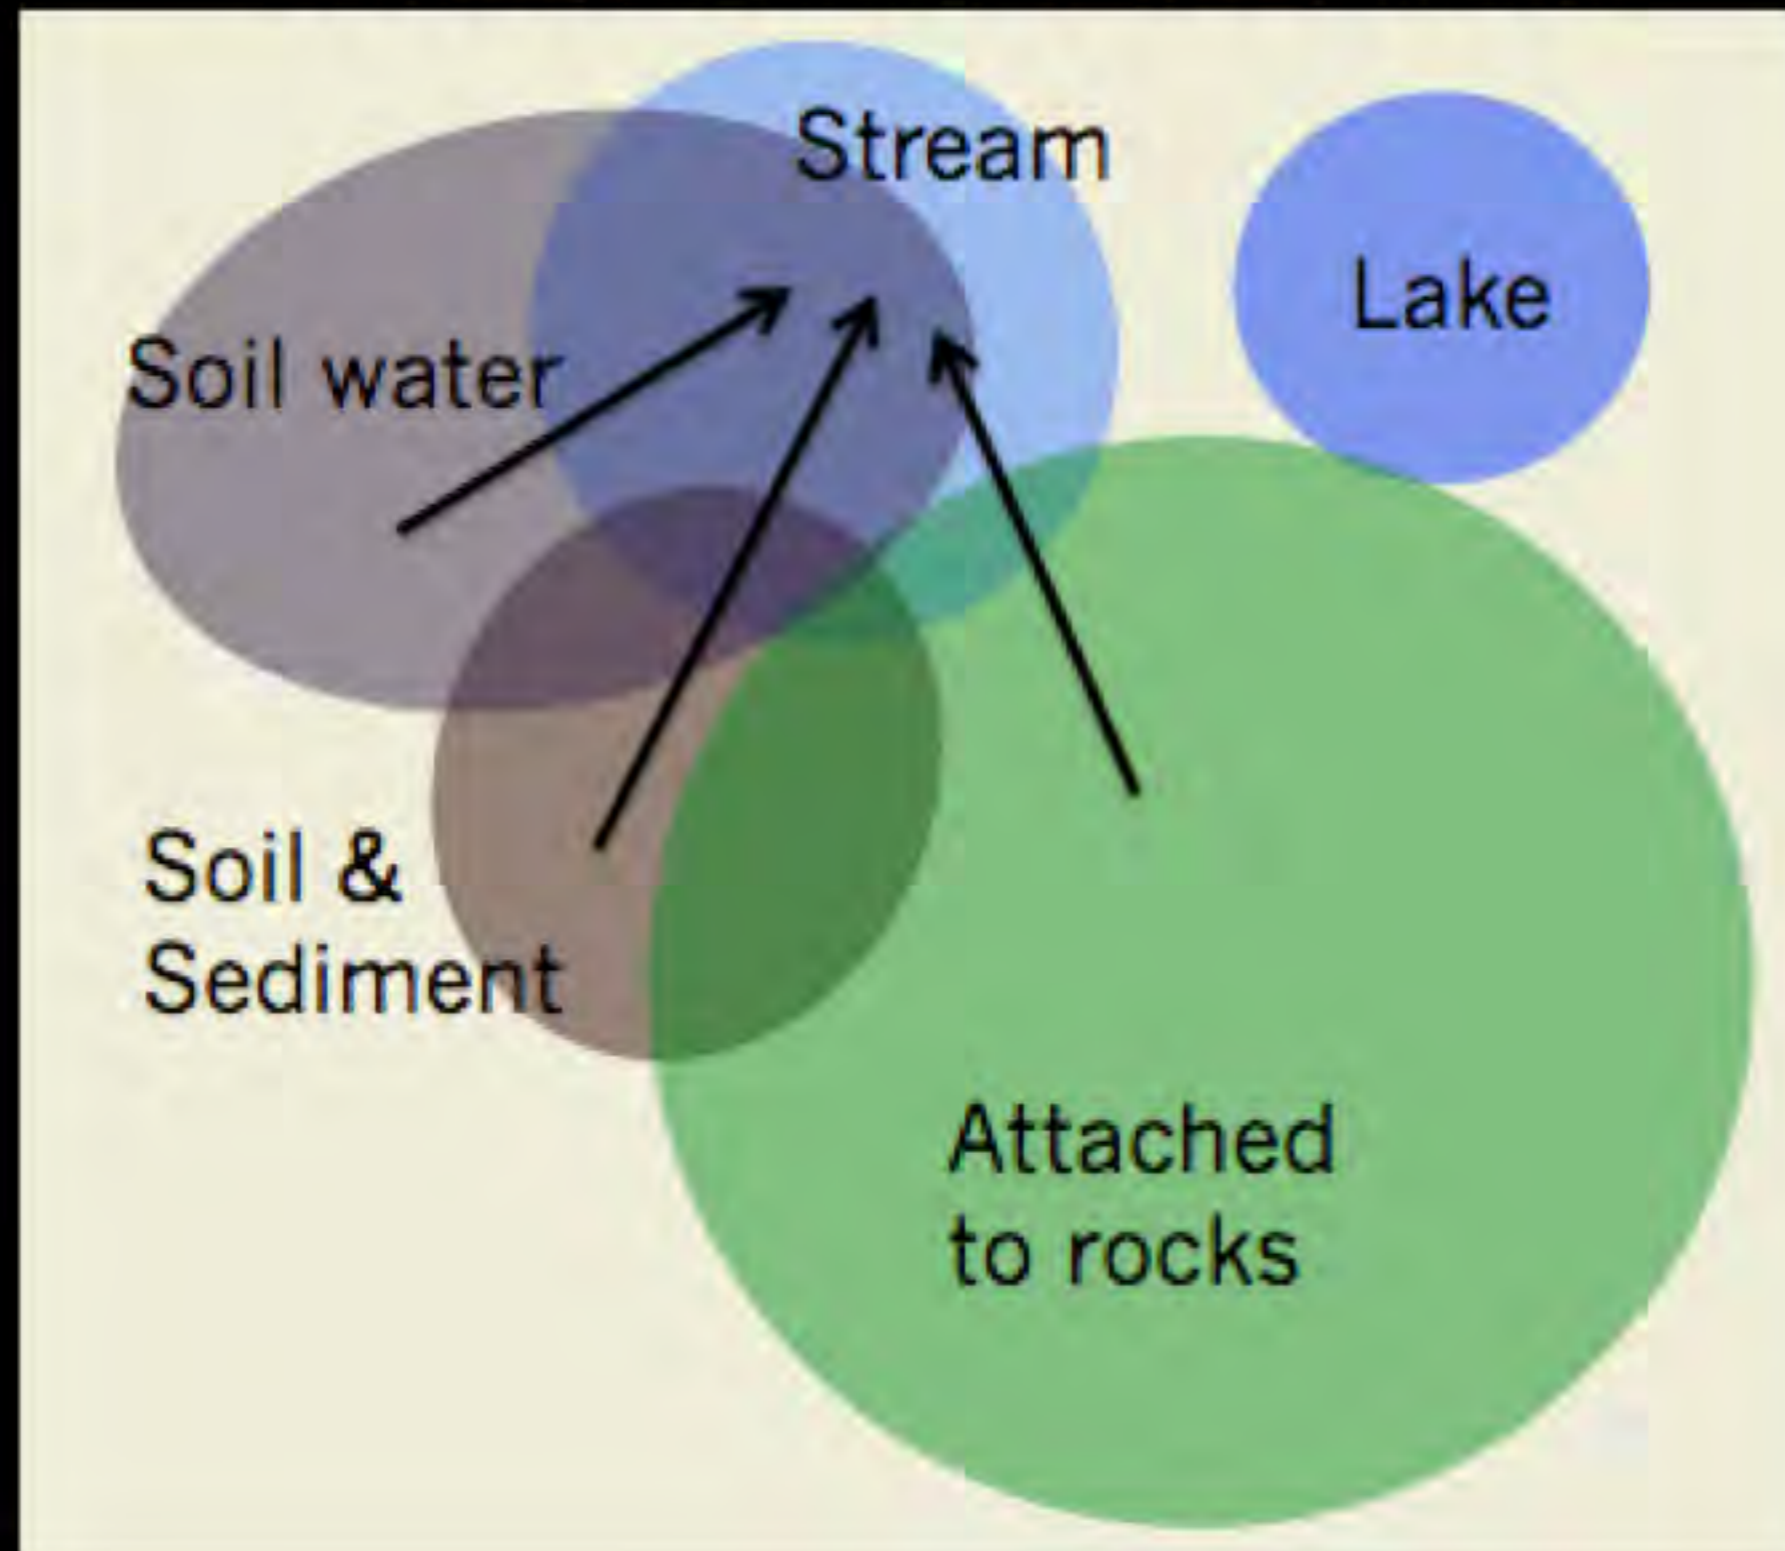 Stream
Lake
Soil water
Soil &
Sediment
Attached
to rocks